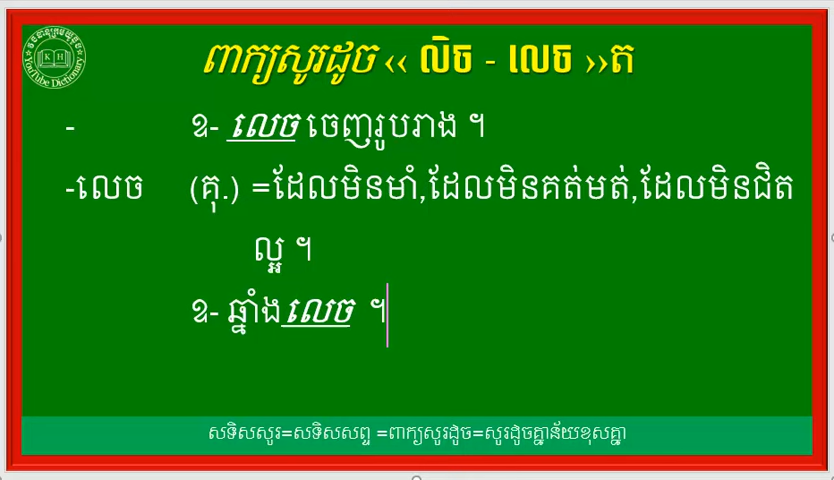 ពាក្យសូរដូច ‹‹ លិច - លេច ››ត
- ឧ- លេច ចេញរូបរាង ។
-លេច (គុ.) =ដែលមិនមាំ,ដែលមិនគត់មត់,ដែលមិនជិត
ល្អ ។
ឧ- ឆ្នាំងលេច ។
សទិសសូរ=សទិសសព្ទ =ពាក្យសូរដូច=សូរដូចគ្នាន័យខុសគ្នា
KH
YouTube Dictionary